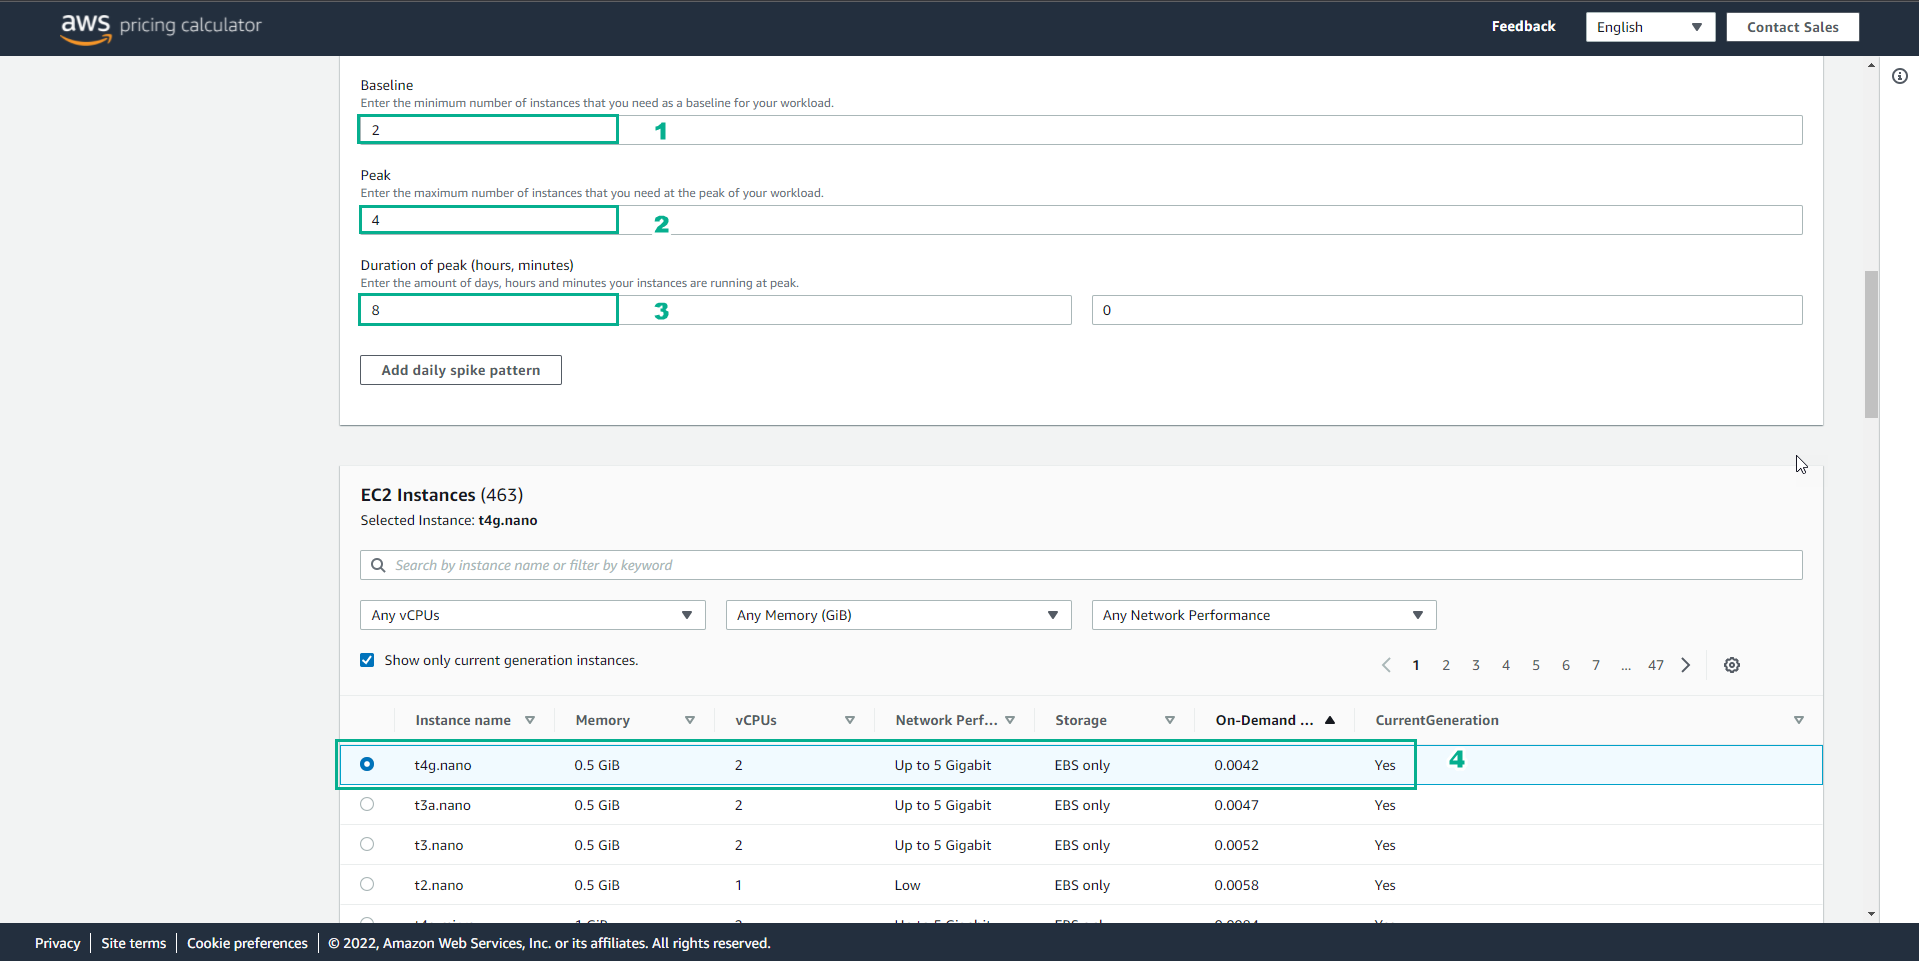 aws pricing calculator
Feedback
English
Contact Sales
Baseline
Enter the minimum number of instances that you need as a baseline for your workload.
2
1
Peak
Enter the maximum number of instances that you need at the peak of your workload.
4
2
Duration of peak (hours, minutes)
Enter the amount of days, hours and minutes your instances are running at peak.
8
3
0
Add daily spike pattern
EC2 Instances (463)
Selected Instance: t4g.nano
Search by instance name or filter by keyword
Any vCPUs
Any Memory (GiB)
Any Network Performance
Show only current generation instances.
1 2 3 4 5 6 7 ... 47
Instance name Memory vCPUs Network Perf... Storage On-Demand ... CurrentGeneration
t4g.nano 0.5 GiB 2 Up to 5 Gigabit EBS only 0.0042 Yes
4
t3a.nano 0.5 GiB 2 Up to 5 Gigabit EBS only 0.0047 Yes
t3.nano 0.5 GiB 2 Up to 5 Gigabit EBS only 0.0052 Yes
t2.nano 0.5 GiB 1 Low EBS only 0.0058 Yes
Privacy | Site terms | Cookie preferences | © 2022, Amazon Web Services, Inc. or its affiliates. All rights reserved.